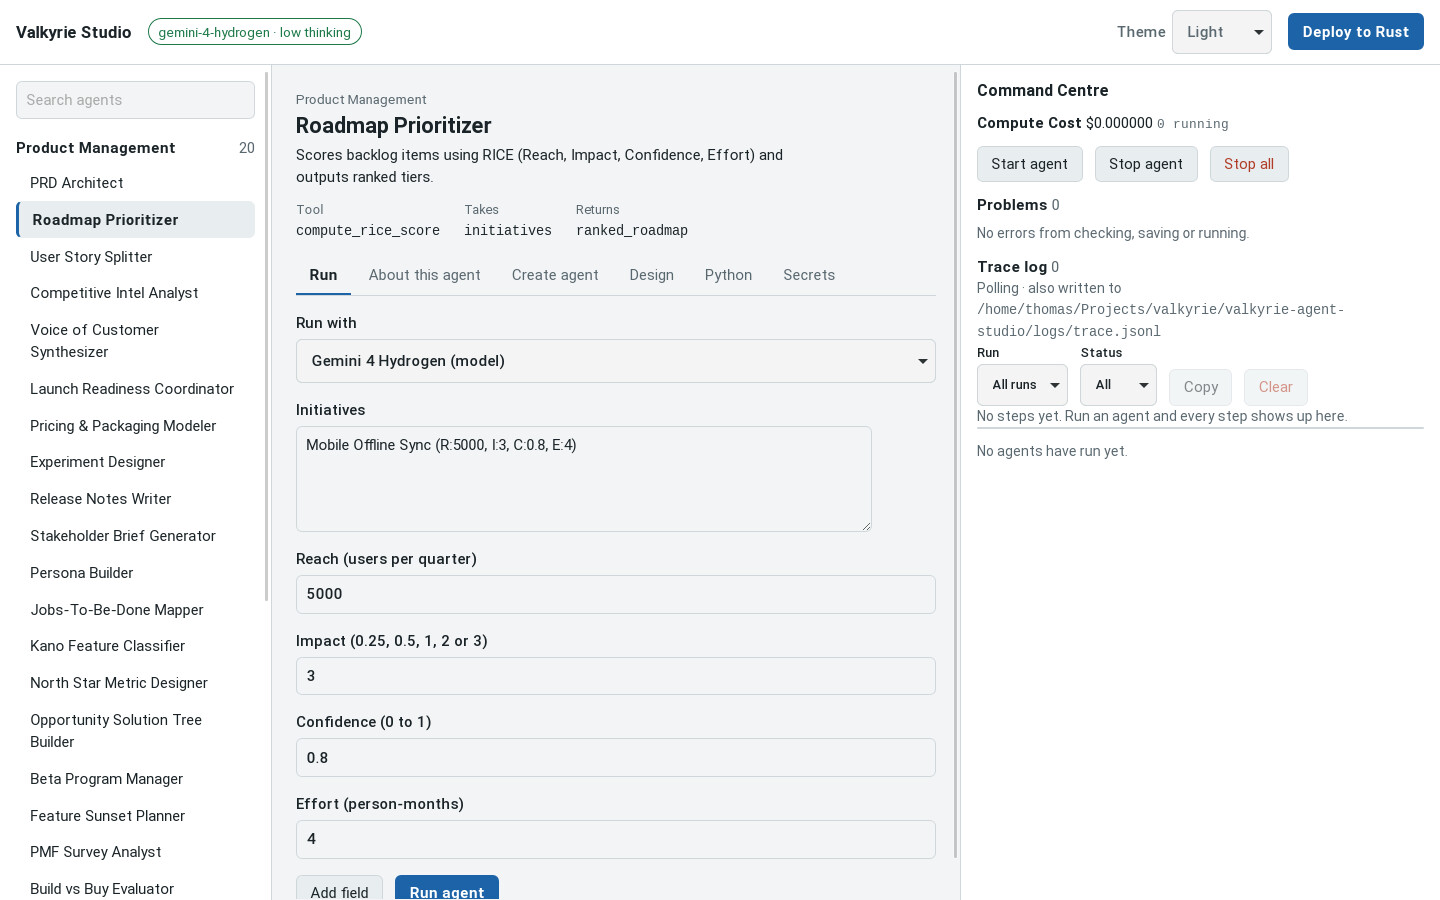 Valkyrie Studio
gemini-4-hydrogen · low thinking
Theme
Light
Deploy to Rust
Search agents
Product Management 20
PRD Architect
Roadmap Prioritizer
User Story Splitter
Competitive Intel Analyst
Voice of Customer
Synthesizer
Launch Readiness Coordinator
Pricing & Packaging Modeler
Experiment Designer
Release Notes Writer
Stakeholder Brief Generator
Persona Builder
Jobs-To-Be-Done Mapper
Kano Feature Classifier
North Star Metric Designer
Opportunity Solution Tree
Builder
Beta Program Manager
Feature Sunset Planner
PMF Survey Analyst
Build vs Buy Evaluator
Product Management
Roadmap Prioritizer
Scores backlog items using RICE (Reach, Impact, Confidence, Effort) and
outputs ranked tiers.
Tool Takes Returns
compute_rice_score initiatives ranked_roadmap
Run About this agent Create agent Design Python Secrets
Run with
Gemini 4 Hydrogen (model)
Initiatives
Mobile Offline Sync (R:5000, I:3, C:0.8, E:4)
Reach (users per quarter)
5000
Impact (0.25, 0.5, 1, 2 or 3)
3
Confidence (0 to 1)
0.8
Effort (person-months)
4
Add field Run agent
Command Centre
Compute Cost $0.000000 0 running
Start agent Stop agent Stop all
Problems 0
No errors from checking, saving or running.
Trace log 0
Polling · also written to
/home/thomas/Projects/valkyrie/valkyrie-agent-
studio/logs/trace.jsonl
Run Status
All runs All Copy Clear
No steps yet. Run an agent and every step shows up here.
No agents have run yet.